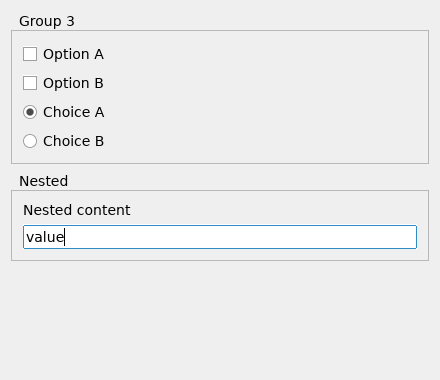 Group 3
Option A
Option B
Choice A
Choice B
Nested
Nested content
value